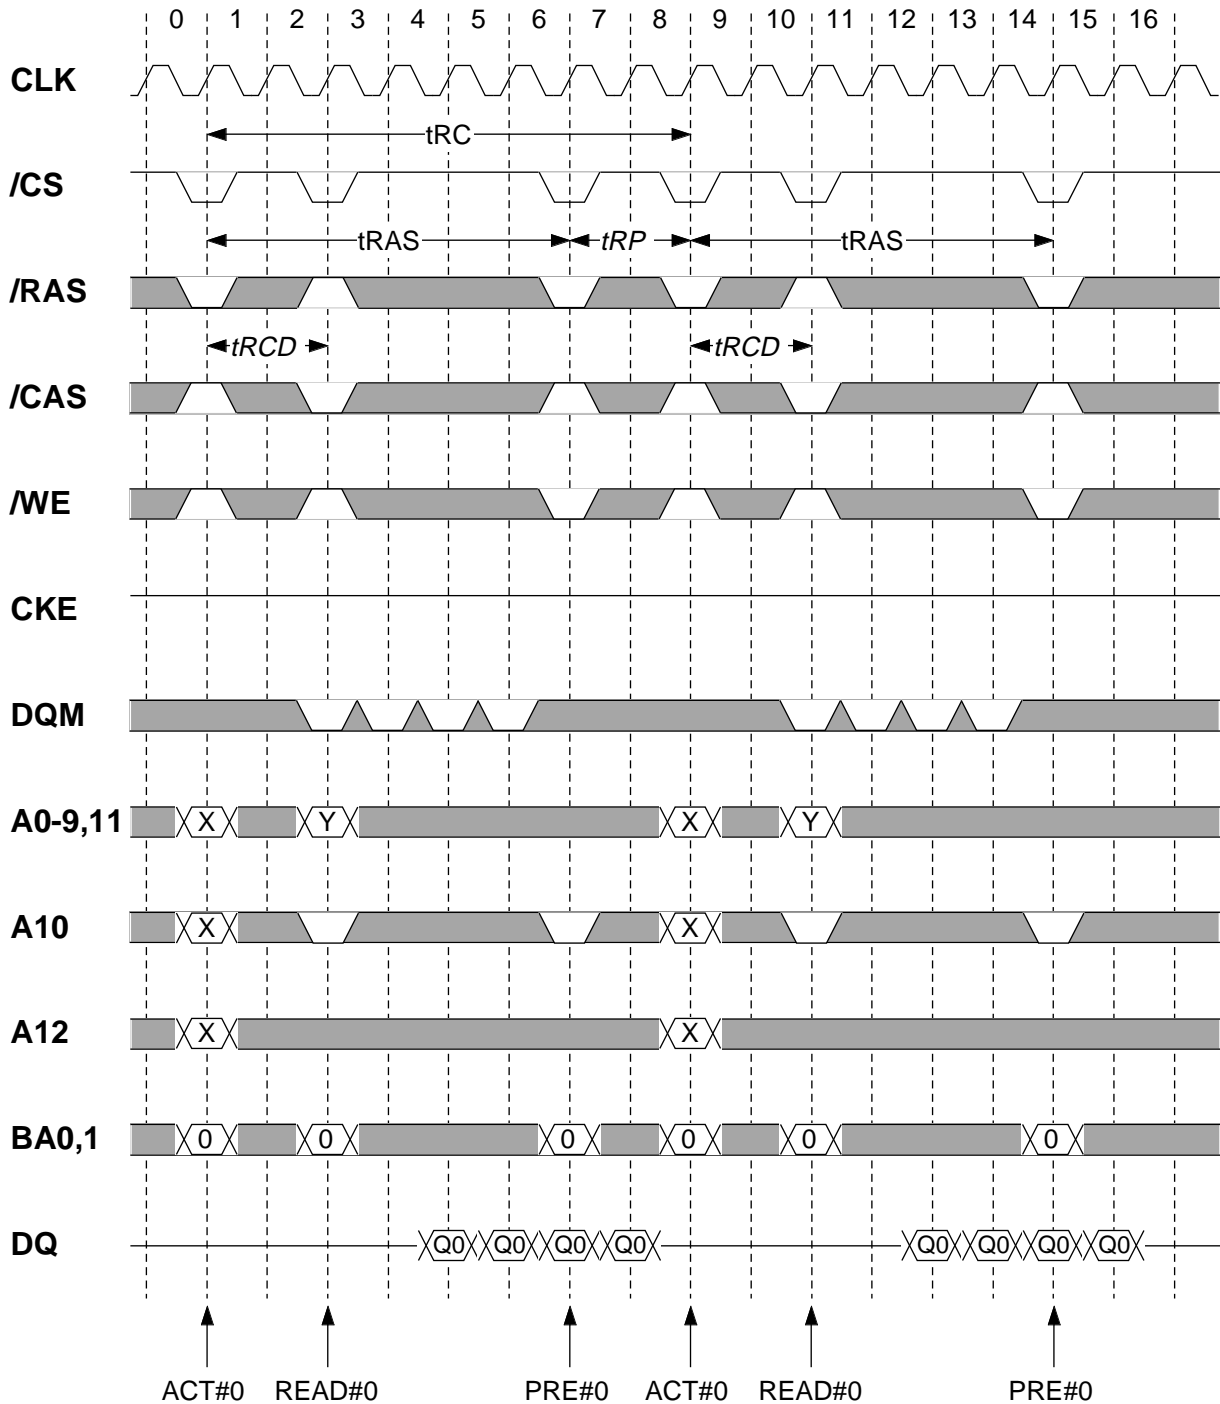 0 1 2 3 4 5 6 7 8 9 10 11 12 13 14 15 16
CLK
tRC
/CS
tRAS tRP tRAS
/RAS
tRCD tRCD
/CAS
/WE
CKE
DQM
A0-9,11 X Y X Y
A10 X X
A12 X X
BA0,1 0 0 0 0 0 0
DQ Q0 Q0 Q0 Q0 Q0 Q0 Q0 Q0
ACT#0 READ#0 PRE#0 ACT#0 READ#0 PRE#0